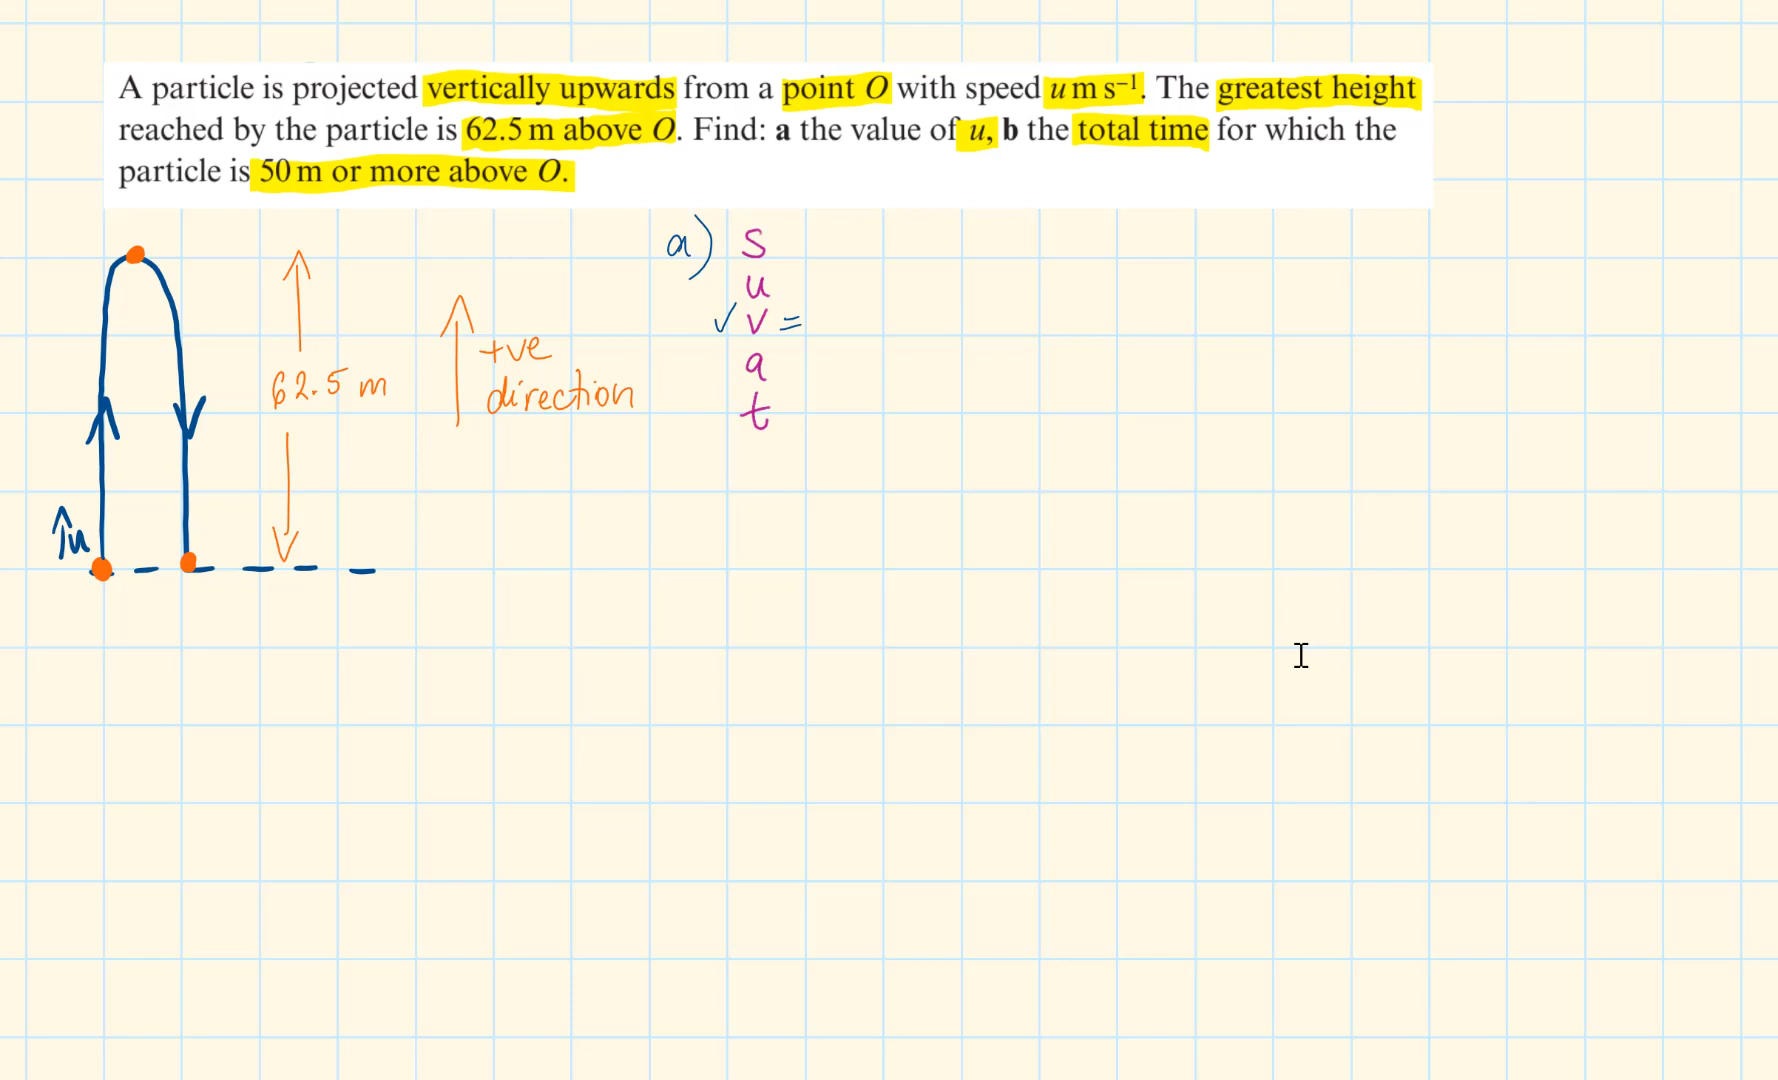 A particle is projected vertically upwards from a point O with speed u m s⁻¹. The greatest height
reached by the particle is 62.5 m above O. Find: a the value of u, b the total time for which the
particle is 50 m or more above O.
a) s
u
✓ v =
a
t
+ve
direction
62.5 m
↑u